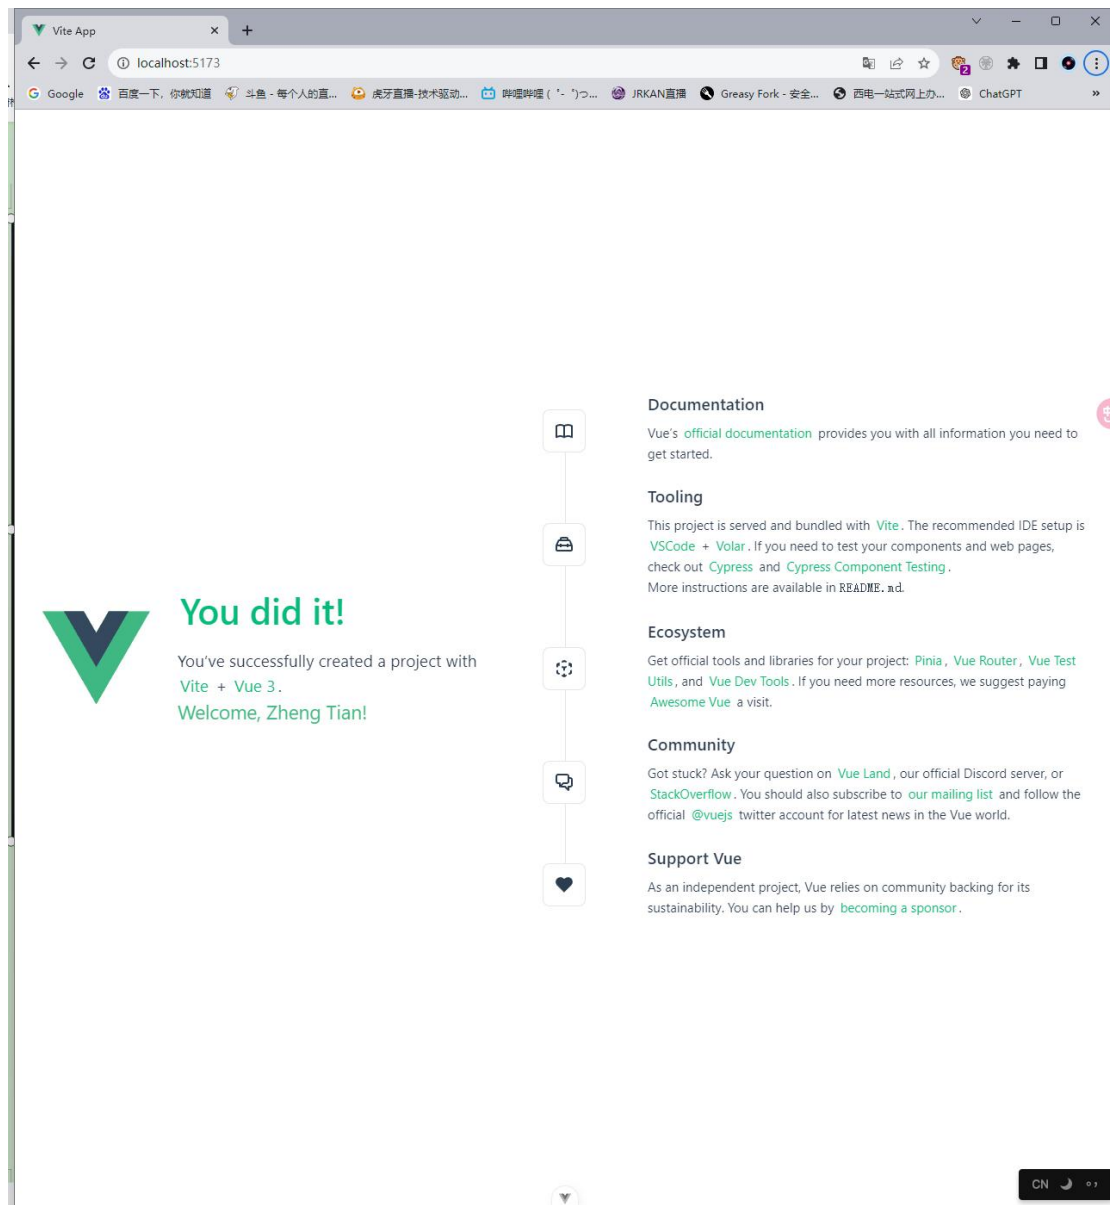 Vite App
localhost:5173
2
Google 百度一下，你就知道 斗鱼 - 每个人的直... 虎牙直播-技术驱动... 哔哩哔哩 ( ゜- ゜)つ... JRKAN直播 Greasy Fork - 安全... 西电一站式网上办... ChatGPT »
Documentation
Vue's official documentation provides you with all information you need to
get started.
Tooling
This project is served and bundled with Vite. The recommended IDE setup is
VSCode + Volar. If you need to test your components and web pages,
check out Cypress and Cypress Component Testing.
More instructions are available in README.md.
You did it!
You've successfully created a project with
Vite + Vue 3.
Welcome, Zheng Tian!
Ecosystem
Get official tools and libraries for your project: Pinia, Vue Router, Vue Test
Utils, and Vue Dev Tools. If you need more resources, we suggest paying
Awesome Vue a visit.
Community
Got stuck? Ask your question on Vue Land, our official Discord server, or
StackOverflow. You should also subscribe to our mailing list and follow the
official @vuejs twitter account for latest news in the Vue world.
Support Vue
As an independent project, Vue relies on community backing for its
sustainability. You can help us by becoming a sponsor.
CN